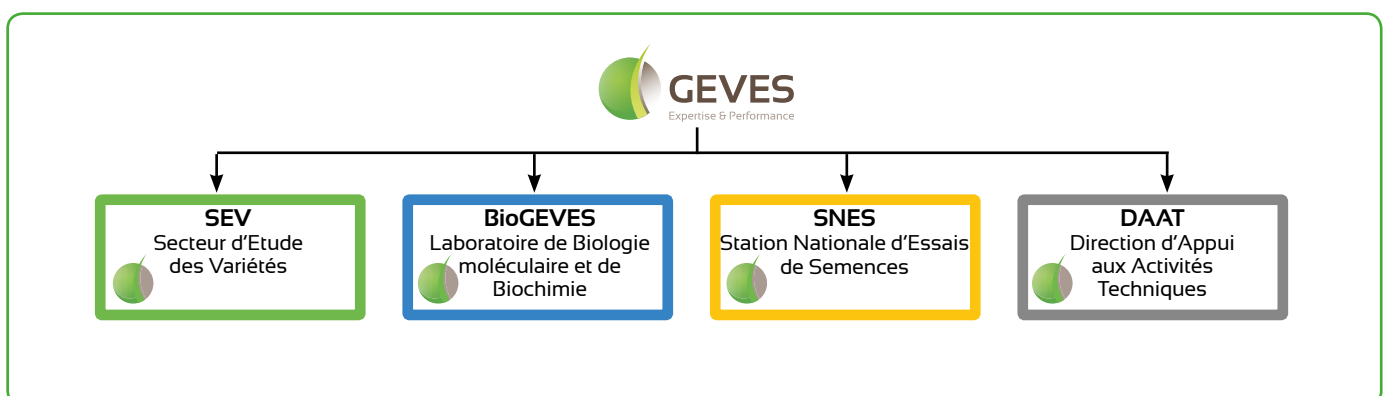 GEVES
Expertise & Performance
SEV
Secteur d'Etude
des Variétés
BioGEVES
Laboratoire de Biologie
moléculaire et de
Biochimie
SNES
Station Nationale d'Essais
de Semences
DAAT
Direction d'Appui
aux Activités
Techniques